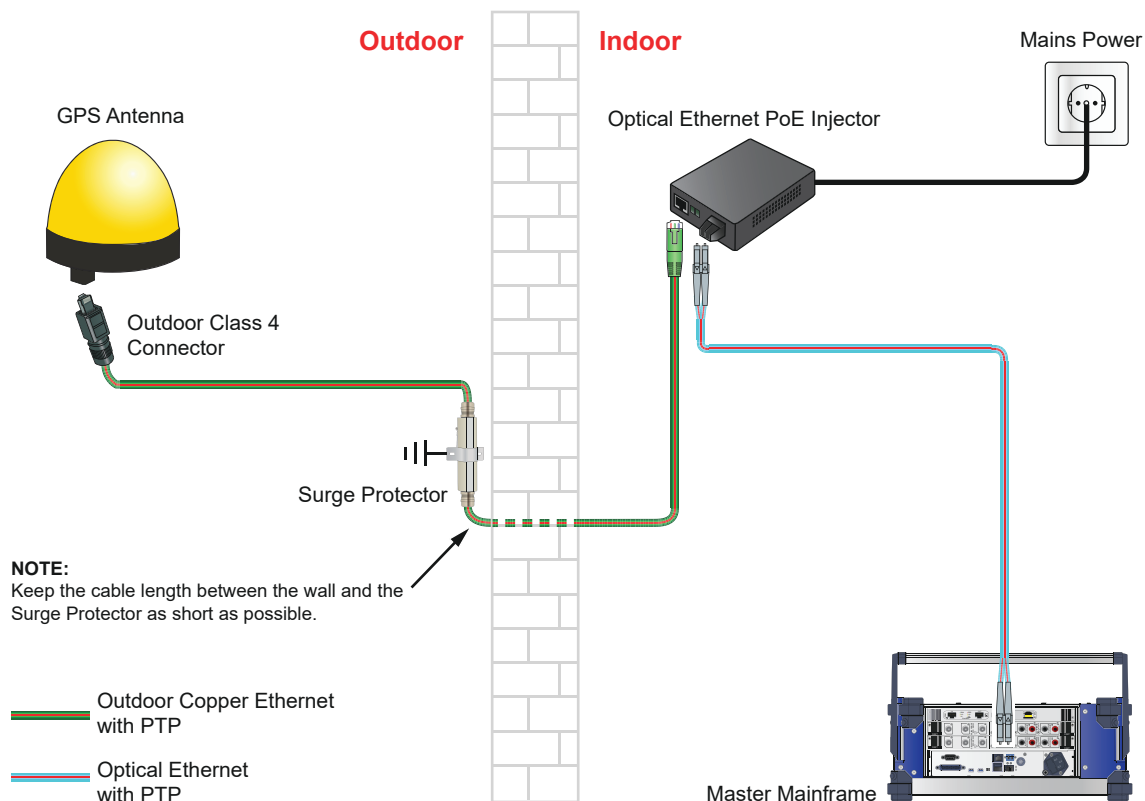 Outdoor
Indoor
Mains Power
GPS Antenna
Optical Ethernet PoE Injector
Outdoor Class 4
Connector
Surge Protector
NOTE:
Keep the cable length between the wall and the
Surge Protector as short as possible.
Outdoor Copper Ethernet
with PTP
Optical Ethernet
with PTP
Master Mainframe